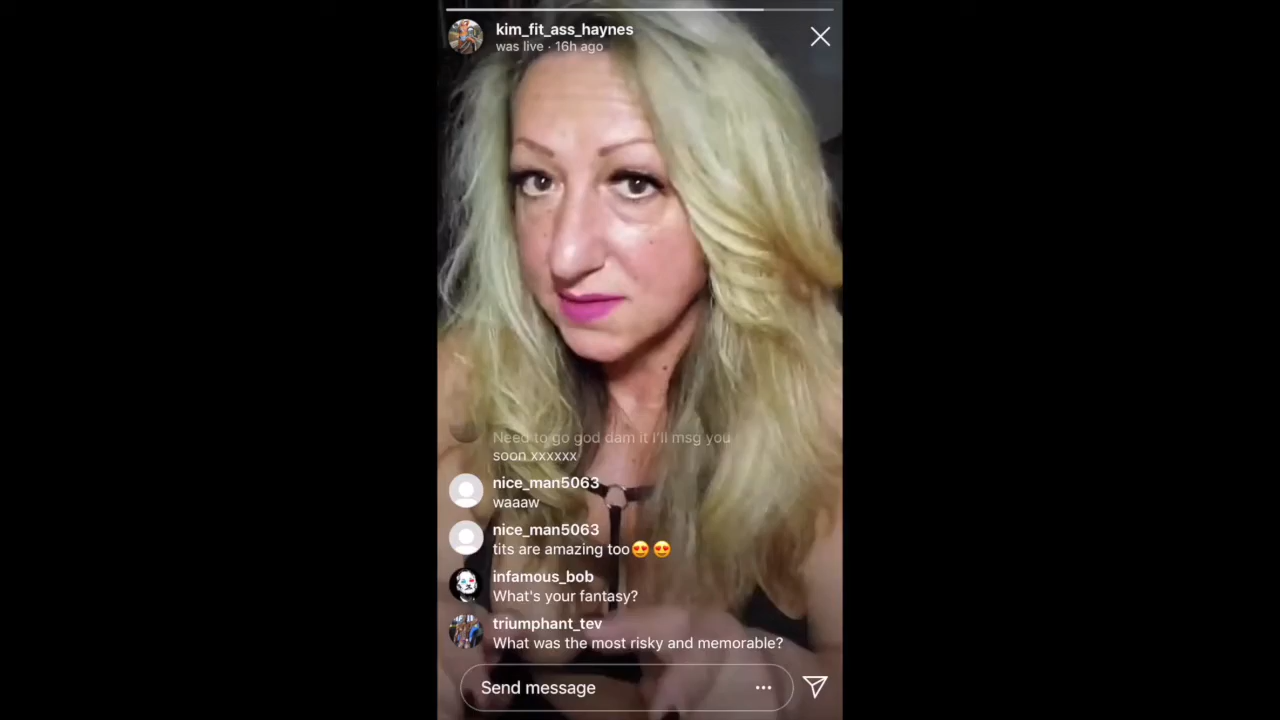 kim_fit_ass_haynes
was live · 16h ago
Need to go god dam it I'll msg you
soon xxxxxx
nice_man5063
waaaw
nice_man5063
tits are amazing too😍😍
infamous_bob
What's your fantasy?
triumphant_tev
What was the most risky and memorable?
Send message